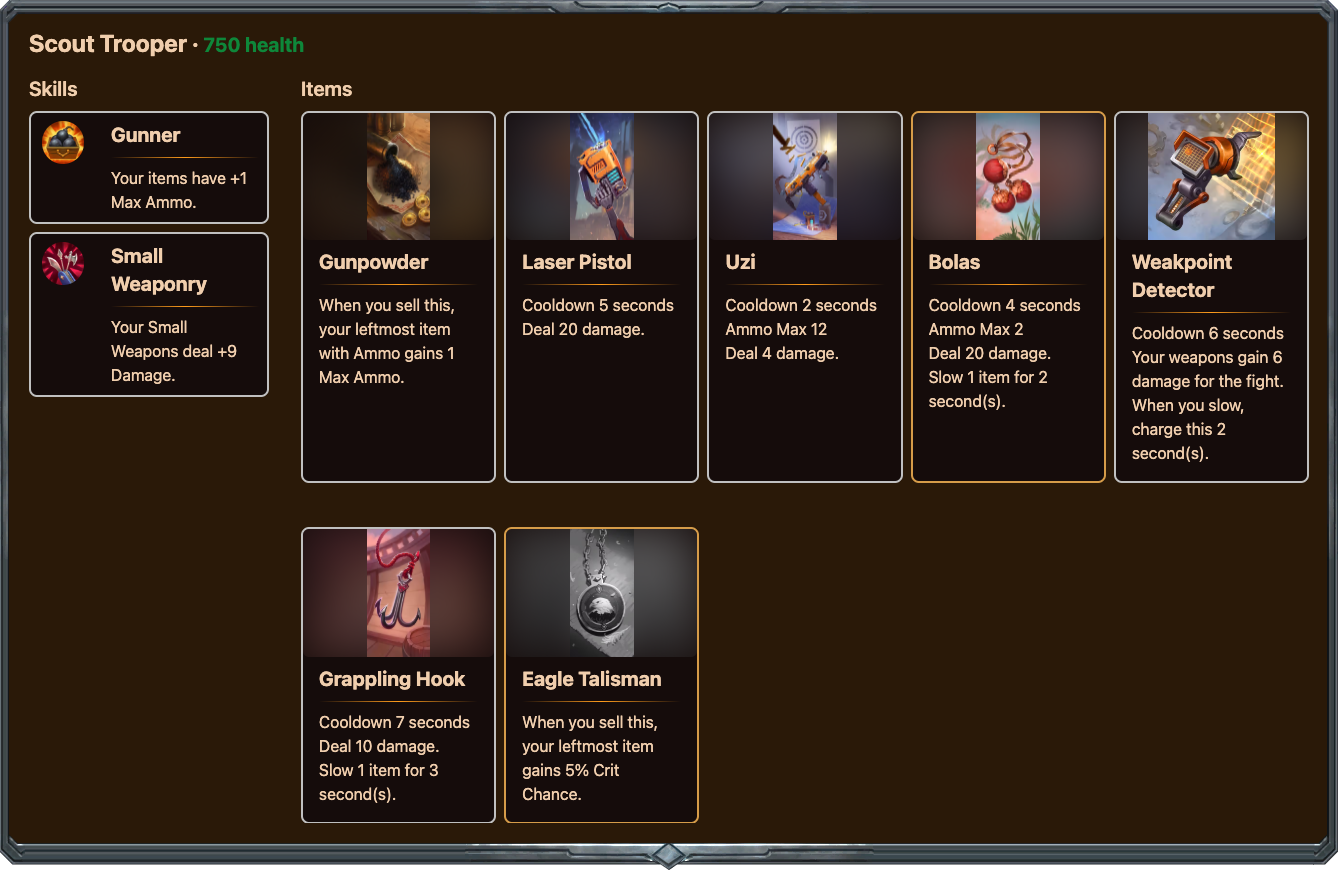 Scout Trooper · 750 health
Skills
Gunner
Your items have +1
Max Ammo.
Small
Weaponry
Your Small
Weapons deal +9
Damage.
Items
Gunpowder
When you sell this,
your leftmost item
with Ammo gains 1
Max Ammo.
Laser Pistol
Cooldown 5 seconds
Deal 20 damage.
Uzi
Cooldown 2 seconds
Ammo Max 12
Deal 4 damage.
Bolas
Cooldown 4 seconds
Ammo Max 2
Deal 20 damage.
Slow 1 item for 2
second(s).
Weakpoint
Detector
Cooldown 6 seconds
Your weapons gain 6
damage for the fight.
When you slow,
charge this 2
second(s).
Grappling Hook
Cooldown 7 seconds
Deal 10 damage.
Slow 1 item for 3
second(s).
Eagle Talisman
When you sell this,
your leftmost item
gains 5% Crit
Chance.